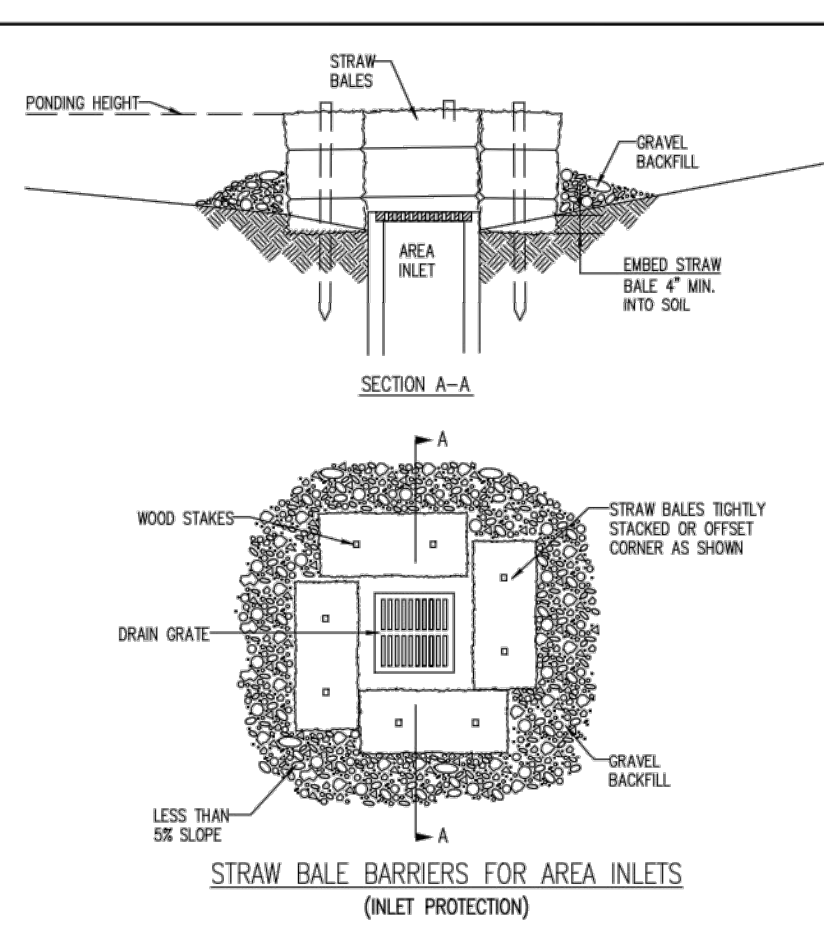 STRAW
BALES
PONDING HEIGHT
GRAVEL
BACKFILL
AREA
INLET
EMBED STRAW
BALE 4" MIN.
INTO SOIL
SECTION A-A
A
WOOD STAKES
STRAW BALES TIGHTLY
STACKED OR OFFSET
CORNER AS SHOWN
DRAIN GRATE
GRAVEL
BACKFILL
LESS THAN
5% SLOPE
A
STRAW BALE BARRIERS FOR AREA INLETS
(INLET PROTECTION)